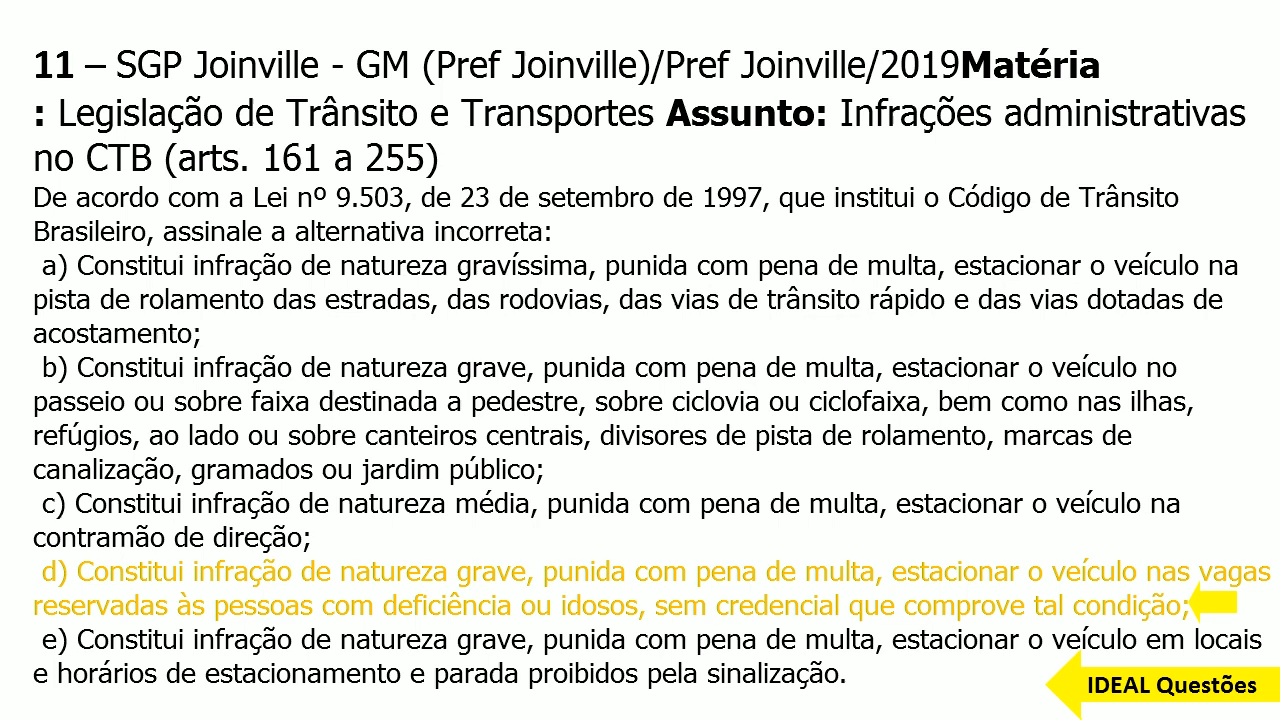 11 – SGP Joinville - GM (Pref Joinville)/Pref Joinville/2019Matéria
: Legislação de Trânsito e Transportes Assunto: Infrações administrativas
no CTB (arts. 161 a 255)
De acordo com a Lei nº 9.503, de 23 de setembro de 1997, que institui o Código de Trânsito
Brasileiro, assinale a alternativa incorreta:
a) Constitui infração de natureza gravíssima, punida com pena de multa, estacionar o veículo na
pista de rolamento das estradas, das rodovias, das vias de trânsito rápido e das vias dotadas de
acostamento;
b) Constitui infração de natureza grave, punida com pena de multa, estacionar o veículo no
passeio ou sobre faixa destinada a pedestre, sobre ciclovia ou ciclofaixa, bem como nas ilhas,
refúgios, ao lado ou sobre canteiros centrais, divisores de pista de rolamento, marcas de
canalização, gramados ou jardim público;
c) Constitui infração de natureza média, punida com pena de multa, estacionar o veículo na
contramão de direção;
d) Constitui infração de natureza grave, punida com pena de multa, estacionar o veículo nas vagas
reservadas às pessoas com deficiência ou idosos, sem credencial que comprove tal condição;
e) Constitui infração de natureza grave, punida com pena de multa, estacionar o veículo em locais
e horários de estacionamento e parada proibidos pela sinalização.
IDEAL Questões